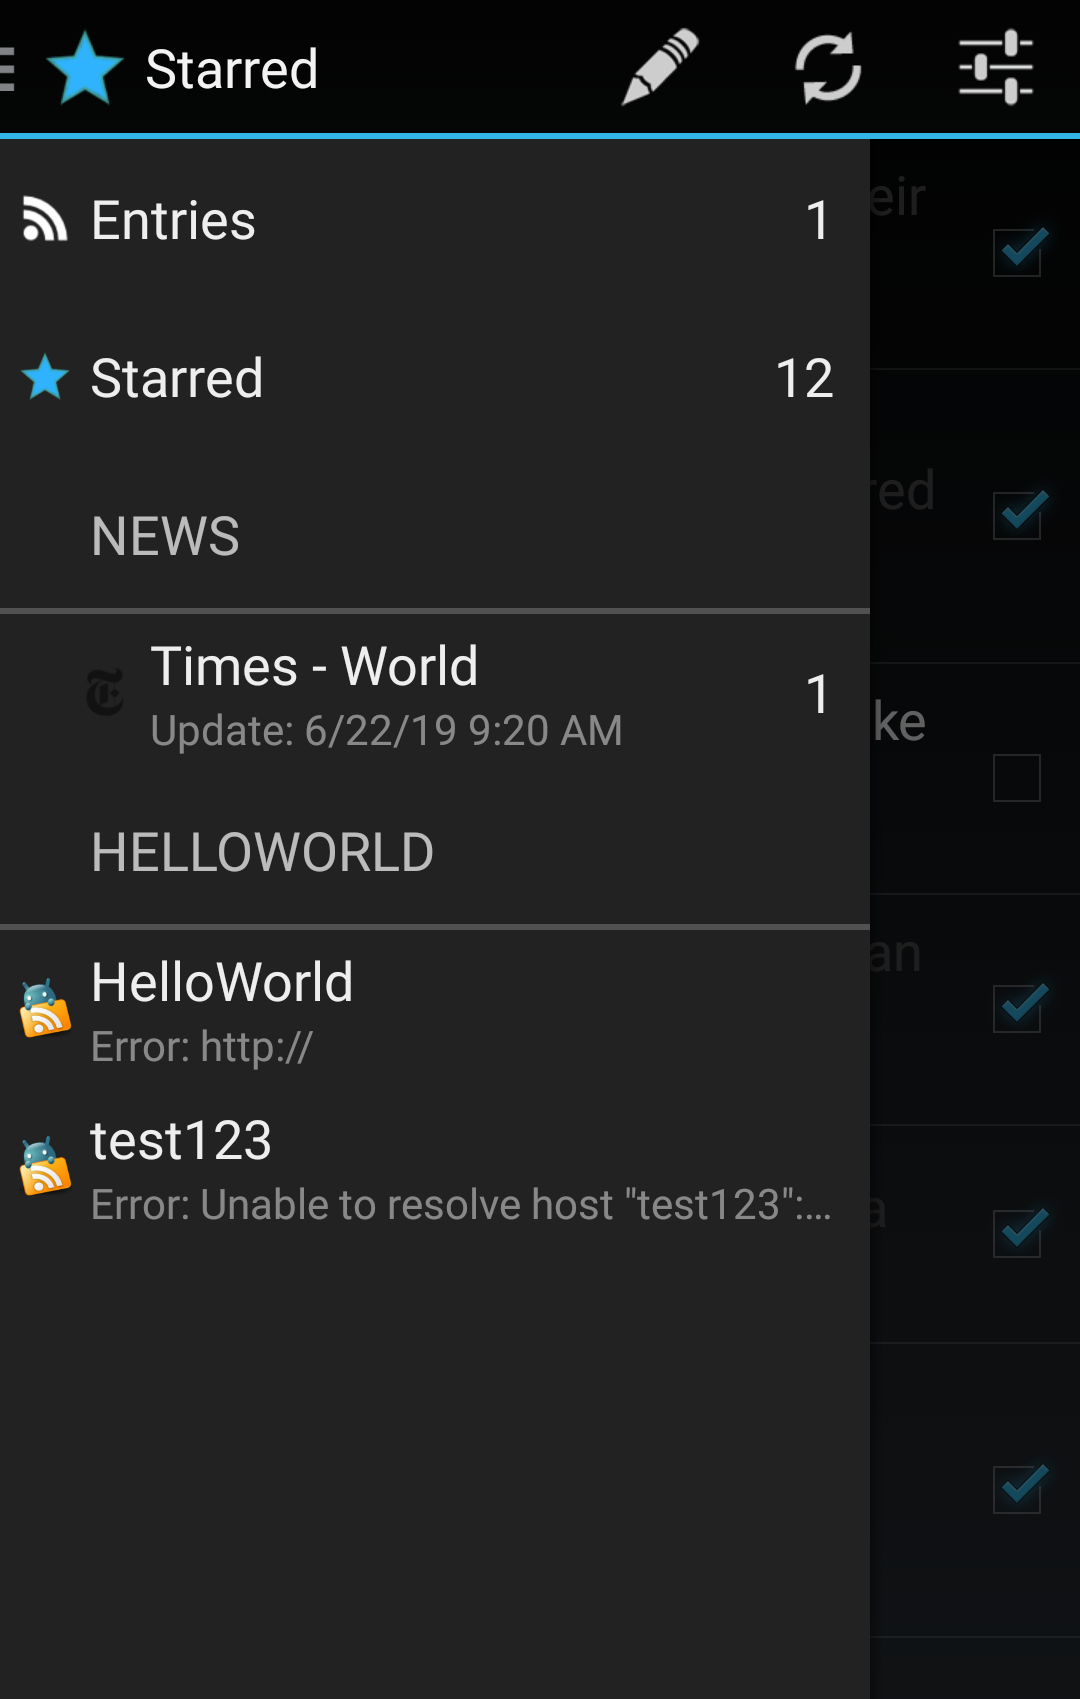 Starred
Entries 1
Starred 12
NEWS
Times - World 1
Update: 6/22/19 9:20 AM
HELLOWORLD
HelloWorld
Error: http://
test123
Error: Unable to resolve host "test123":...
eir
red
ke
an
a